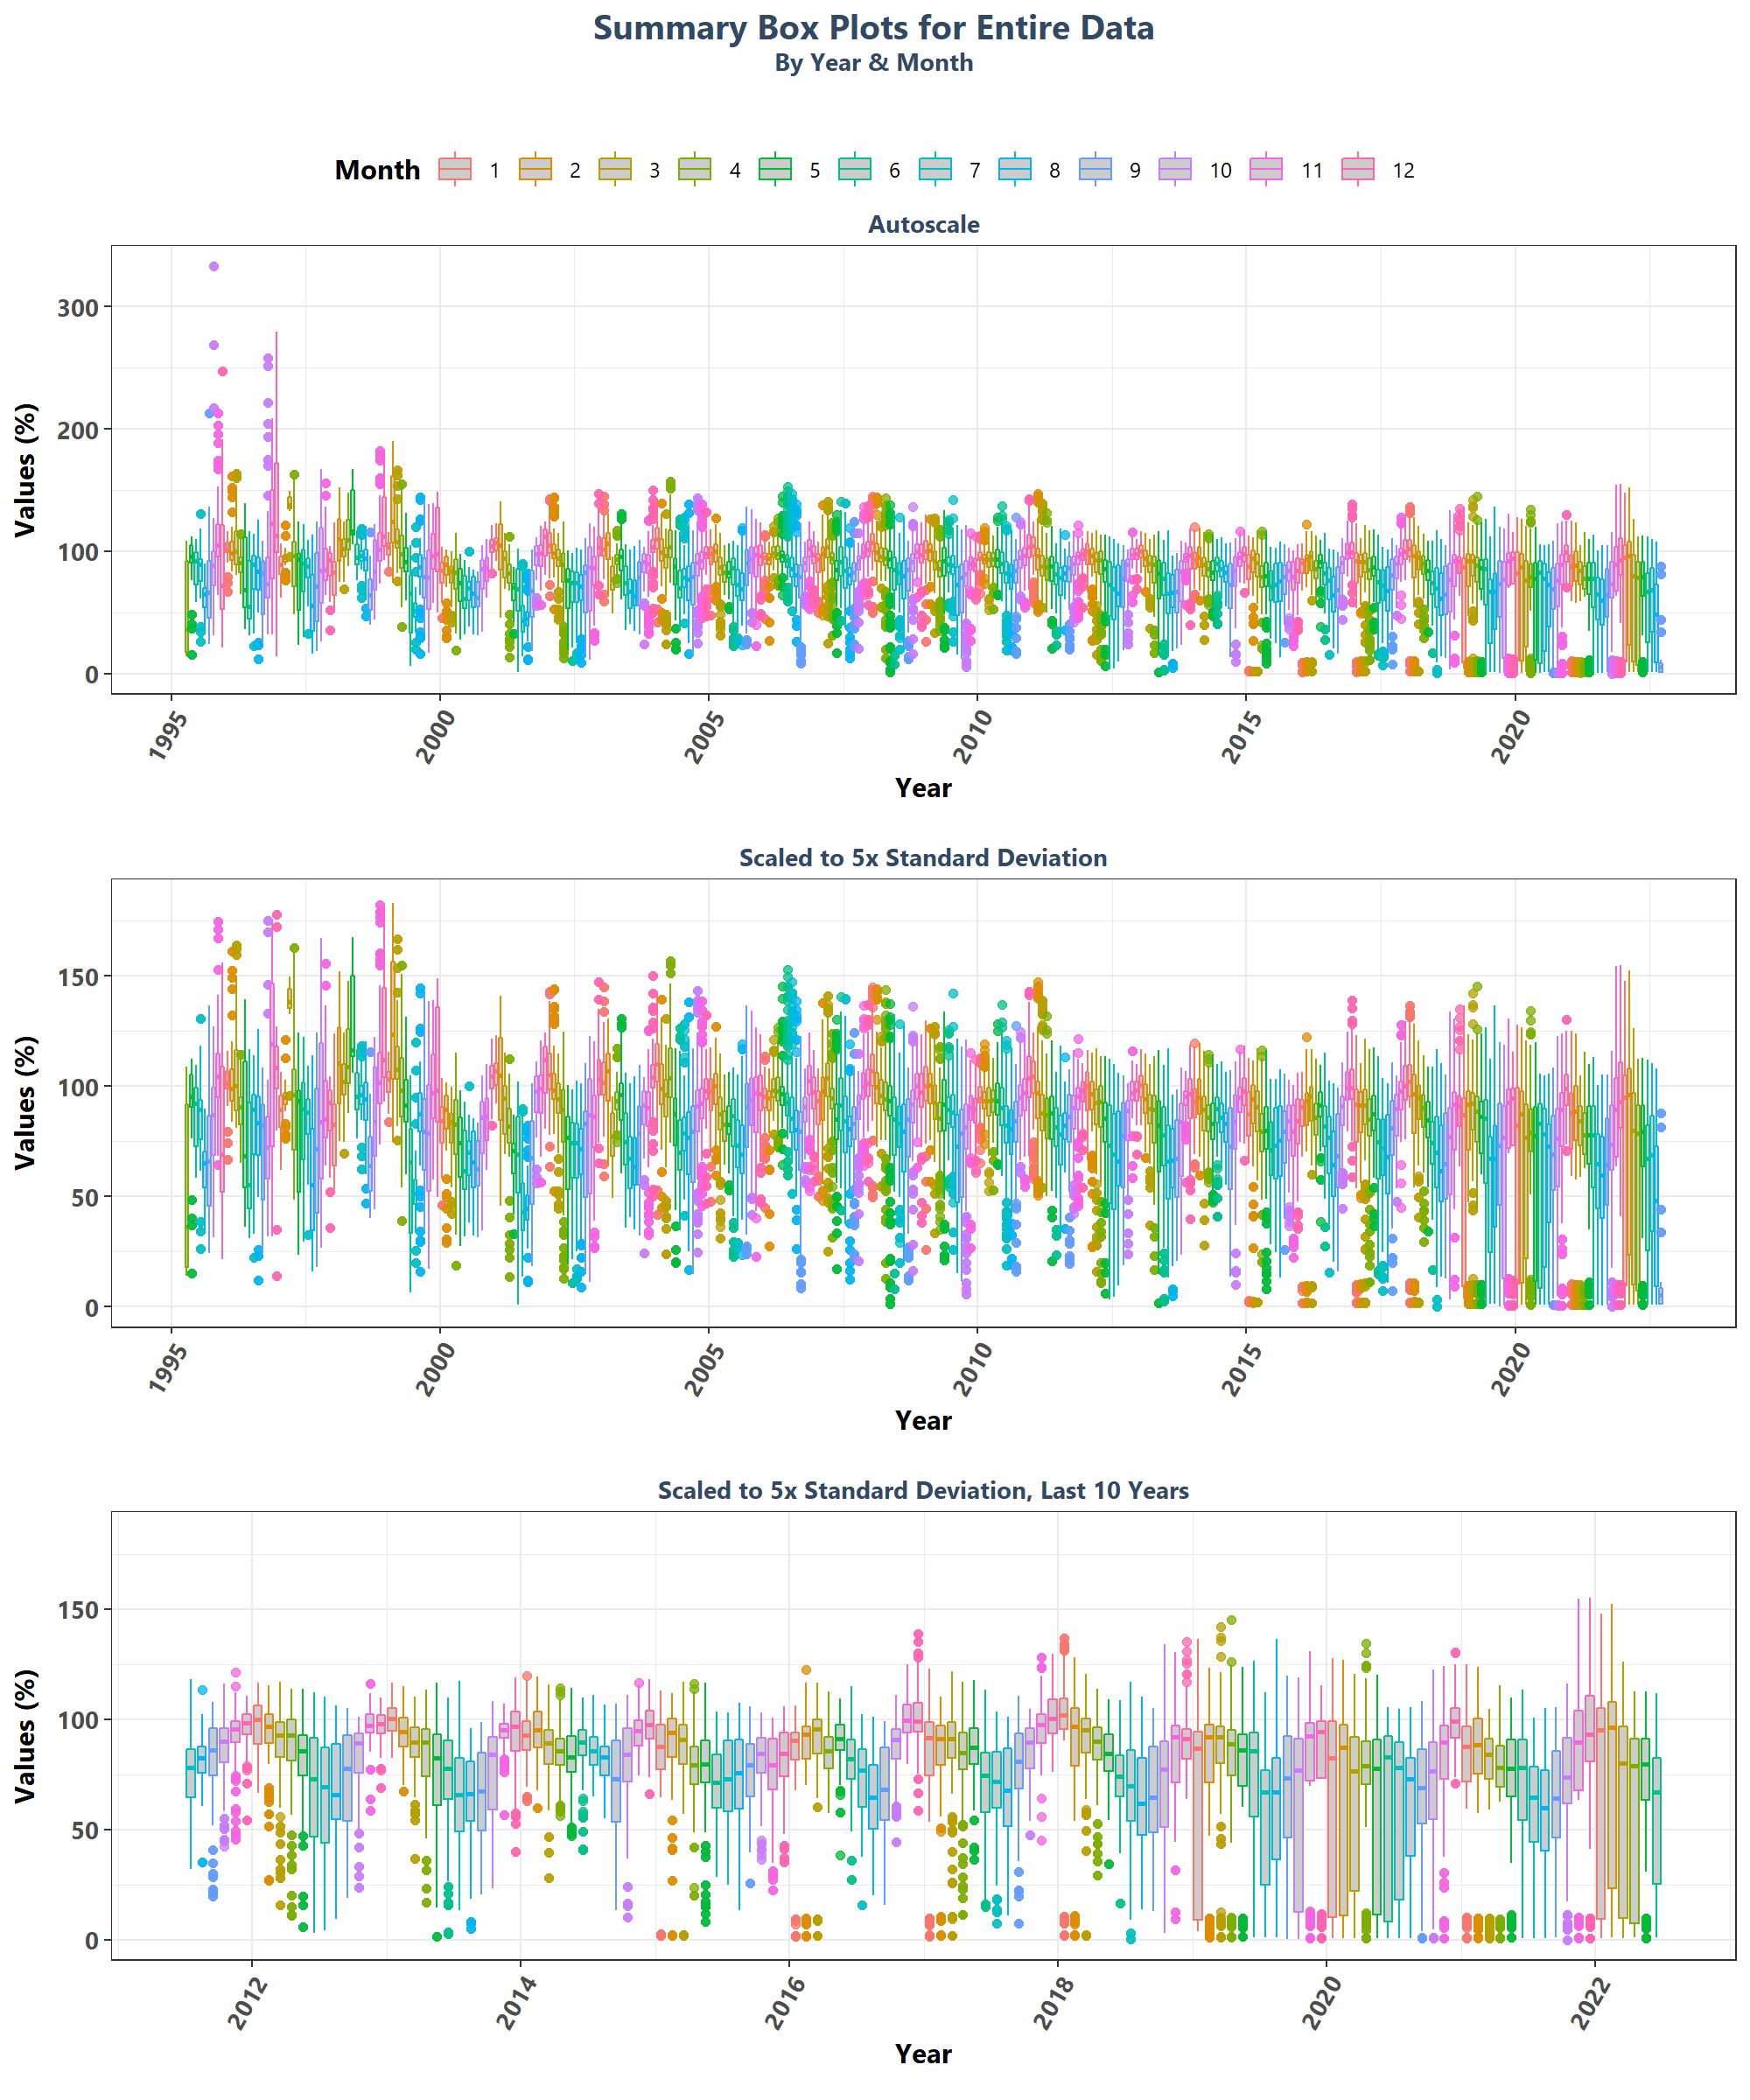 Summary Box Plots for Entire Data
By Year & Month
Month 1 2 3 4 5 6 7 8 9 10 11 12
Autoscale
Values (%)
300
200
100
0
1995 2000 2005 2010 2015 2020
Year
Scaled to 5x Standard Deviation
Values (%)
150
100
50
0
1995 2000 2005 2010 2015 2020
Year
Scaled to 5x Standard Deviation, Last 10 Years
Values (%)
150
100
50
0
2012 2014 2016 2018 2020 2022
Year